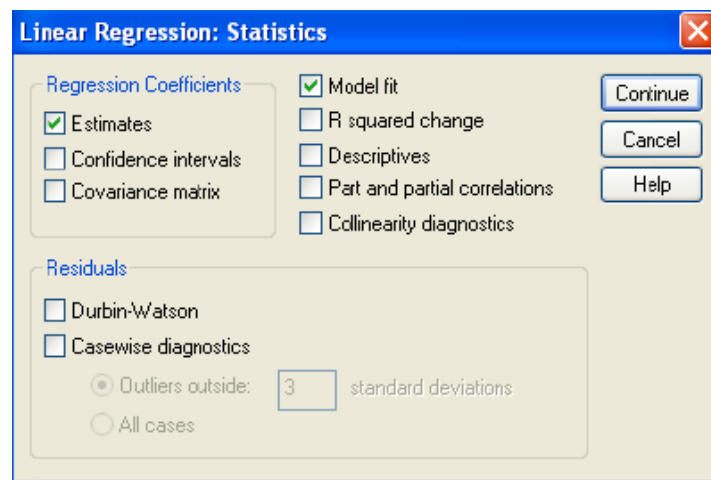 Linear Regression: Statistics
Regression Coefficients
Estimates
Confidence intervals
Covariance matrix
Model fit
R squared change
Descriptives
Part and partial correlations
Collinearity diagnostics
Continue
Cancel
Help
Residuals
Durbin-Watson
Casewise diagnostics
Outliers outside: 3 standard deviations
All cases